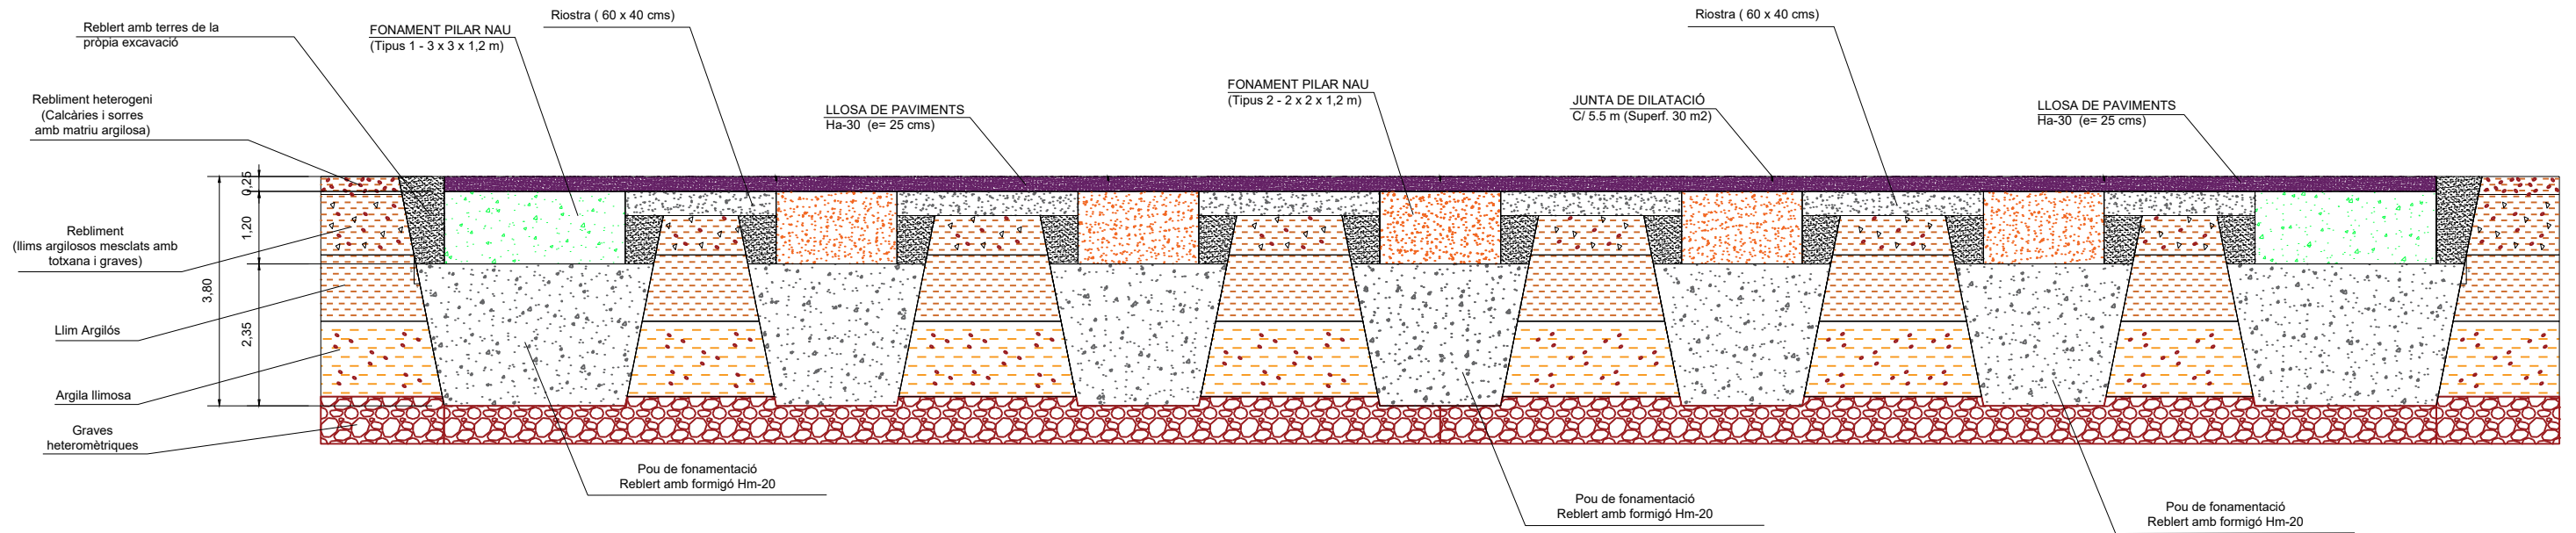 Reblert amb terres de la
pròpia excavació
FONAMENT PILAR NAU
(Tipus 1 - 3 x 3 x 1,2 m)
Riostra ( 60 x 40 cms)
Riostra ( 60 x 40 cms)
Rebliment heterogeni
(Calcàries i sorres
amb matriu argilosa)
LLOSA DE PAVIMENTS
Ha-30 (e= 25 cms)
FONAMENT PILAR NAU
(Tipus 2 - 2 x 2 x 1,2 m)
JUNTA DE DILATACIÓ
C/ 5.5 m (Superf. 30 m2)
LLOSA DE PAVIMENTS
Ha-30 (e= 25 cms)
0,25
1,20
3,80
2,35
Rebliment
(llims argilosos mesclats amb
totxana i graves)
Llim Argilós
Argila llimosa
Graves
heteromètriques
Pou de fonamentació
Reblert amb formigó Hm-20
Pou de fonamentació
Reblert amb formigó Hm-20
Pou de fonamentació
Reblert amb formigó Hm-20